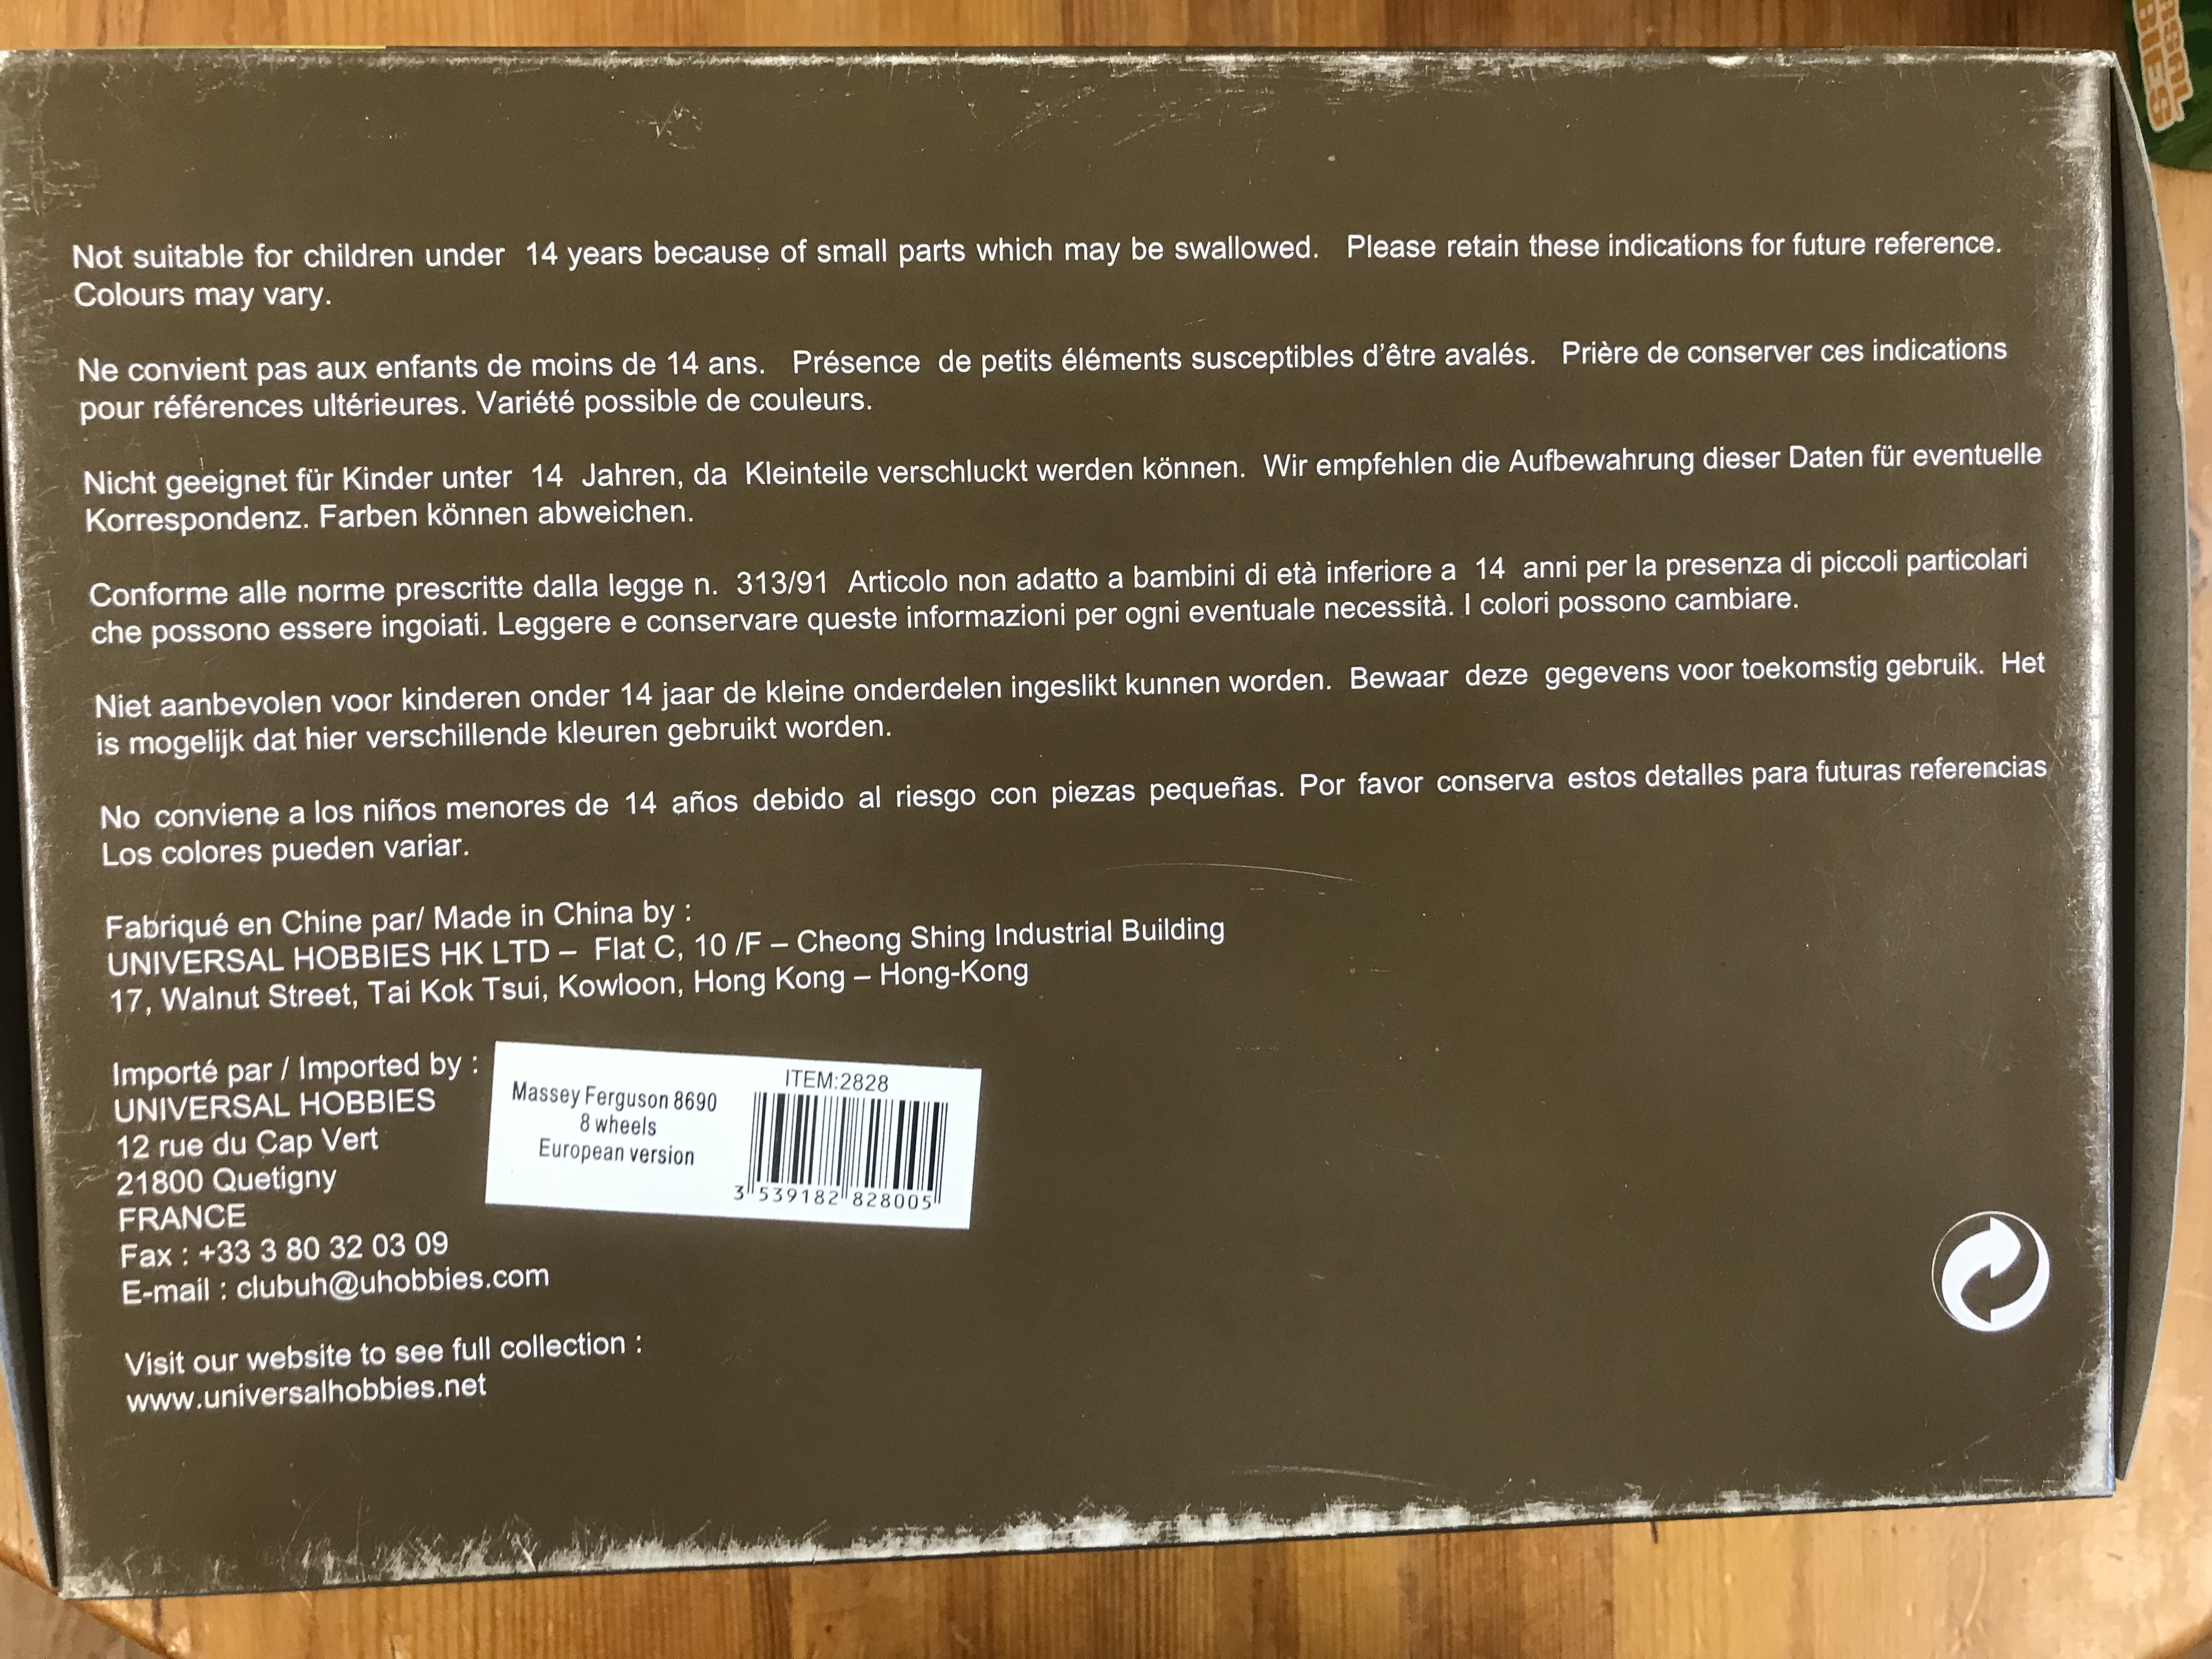 Not suitable for children under 14 years because of small parts which may be swallowed. Please retain these indications for future reference.
Colours may vary.
Ne convient pas aux enfants de moins de 14 ans. Présence de petits éléments susceptibles d'être avalés. Prière de conserver ces indications
pour références ultérieures. Variété possible de couleurs.
Nicht geeignet für Kinder unter 14 Jahren, da Kleinteile verschluckt werden können. Wir empfehlen die Aufbewahrung dieser Daten für eventuelle
Korrespondenz. Farben können abweichen.
Conforme alle norme prescritte dalla legge n. 313/91 Articolo non adatto a bambini di età inferiore a 14 anni per la presenza di piccoli particolari
che possono essere ingoiati. Leggere e conservare queste informazioni per ogni eventuale necessità. I colori possono cambiare.
Niet aanbevolen voor kinderen onder 14 jaar de kleine onderdelen ingeslikt kunnen worden. Bewaar deze gegevens voor toekomstig gebruik. Het
is mogelijk dat hier verschillende kleuren gebruikt worden.
No conviene a los niños menores de 14 años debido al riesgo con piezas pequeñas. Por favor conserva estos detalles para futuras referencias
Los colores pueden variar.
Fabriqué en Chine par/ Made in China by :
UNIVERSAL HOBBIES HK LTD – Flat C, 10 /F – Cheong Shing Industrial Building
17, Walnut Street, Tai Kok Tsui, Kowloon, Hong Kong – Hong-Kong
Importé par / Imported by :
UNIVERSAL HOBBIES
12 rue du Cap Vert
21800 Quetigny
FRANCE
Fax : +33 3 80 32 03 09
E-mail : clubuh@uhobbies.com
Visit our website to see full collection :
www.universalhobbies.net
Massey Ferguson 8690
8 wheels
European version
ITEM:2828
3 539182 828005